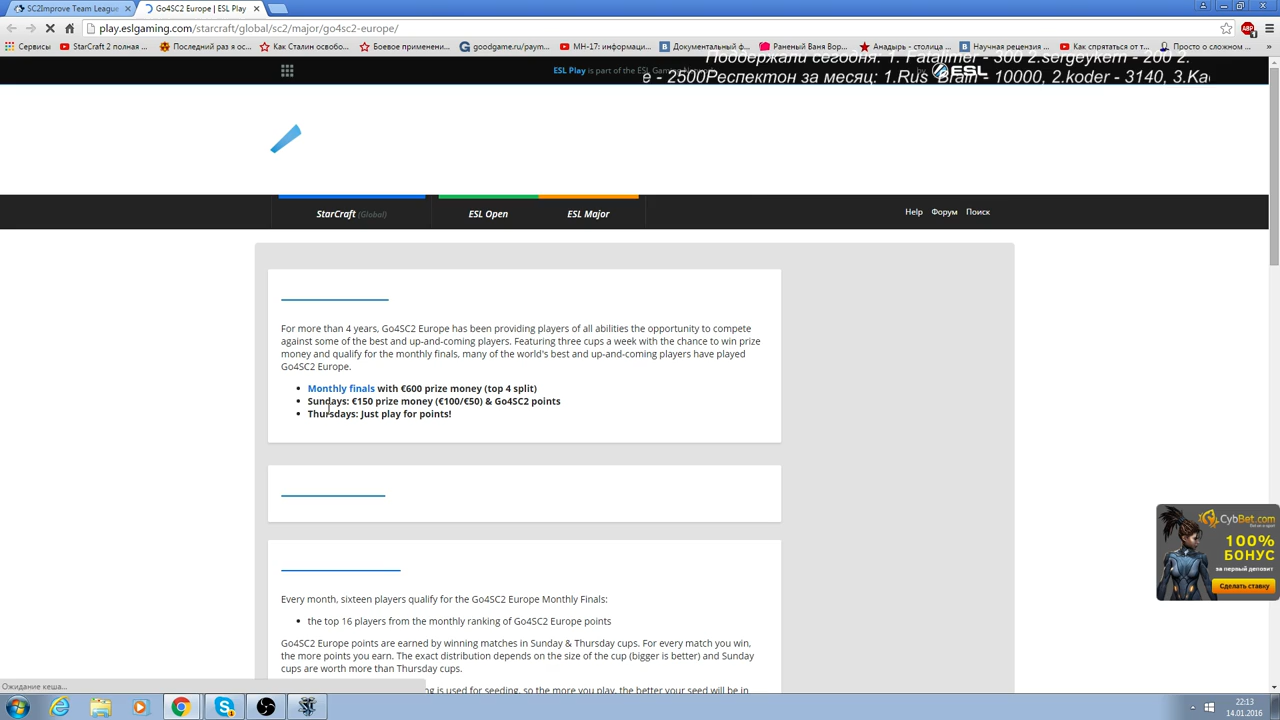 SC2Improve Team League
Go4SC2 Europe | ESL Play
play.eslgaming.com/starcraft/global/sc2/major/go4sc2-europe/
Сервисы
StarCraft 2 полная
Последний раз я ос...
Как Сталин освобо...
Боевое применени...
goodgame.ru/paym...
МН-17: информаци...
Документальный ф...
Раненый Ваня Вор...
Анадырь - столица ...
Научная рецензия ...
Как спрятаться от т...
Просто о сложном ...
ABP
Поддержали сегодня: 1. Fatalimer - 300 2.sergeykern - 200 2.
ESL Play is part of the ESL Gaming
by ESL
е - 2500Респектон за месяц: 1.Rus_Brain - 10000, 2.koder - 3140, 3.Ka
StarCraft (Global)
ESL Open
ESL Major
Help
Форум
Поиск
For more than 4 years, Go4SC2 Europe has been providing players of all abilities the opportunity to compete
against some of the best and up-and-coming players. Featuring three cups a week with the chance to win prize
money and qualify for the monthly finals, many of the world's best and up-and-coming players have played
Go4SC2 Europe.
• Monthly finals with €600 prize money (top 4 split)
• Sundays: €150 prize money (€100/€50) & Go4SC2 points
• Thursdays: Just play for points!
CybBet.com
100%
БОНУС
за первый депозит
Сделать ставку
Every month, sixteen players qualify for the Go4SC2 Europe Monthly Finals:
• the top 16 players from the monthly ranking of Go4SC2 Europe points
Go4SC2 Europe points are earned by winning matches in Sunday & Thursday cups. For every match you win,
the more points you earn. The exact distribution depends on the size of the cup (bigger is better) and Sunday
cups are worth more than Thursday cups.
Ожидание кеша...
is used for seeding, so the more you play, the better your seed will be in
22:13
14.01.2016